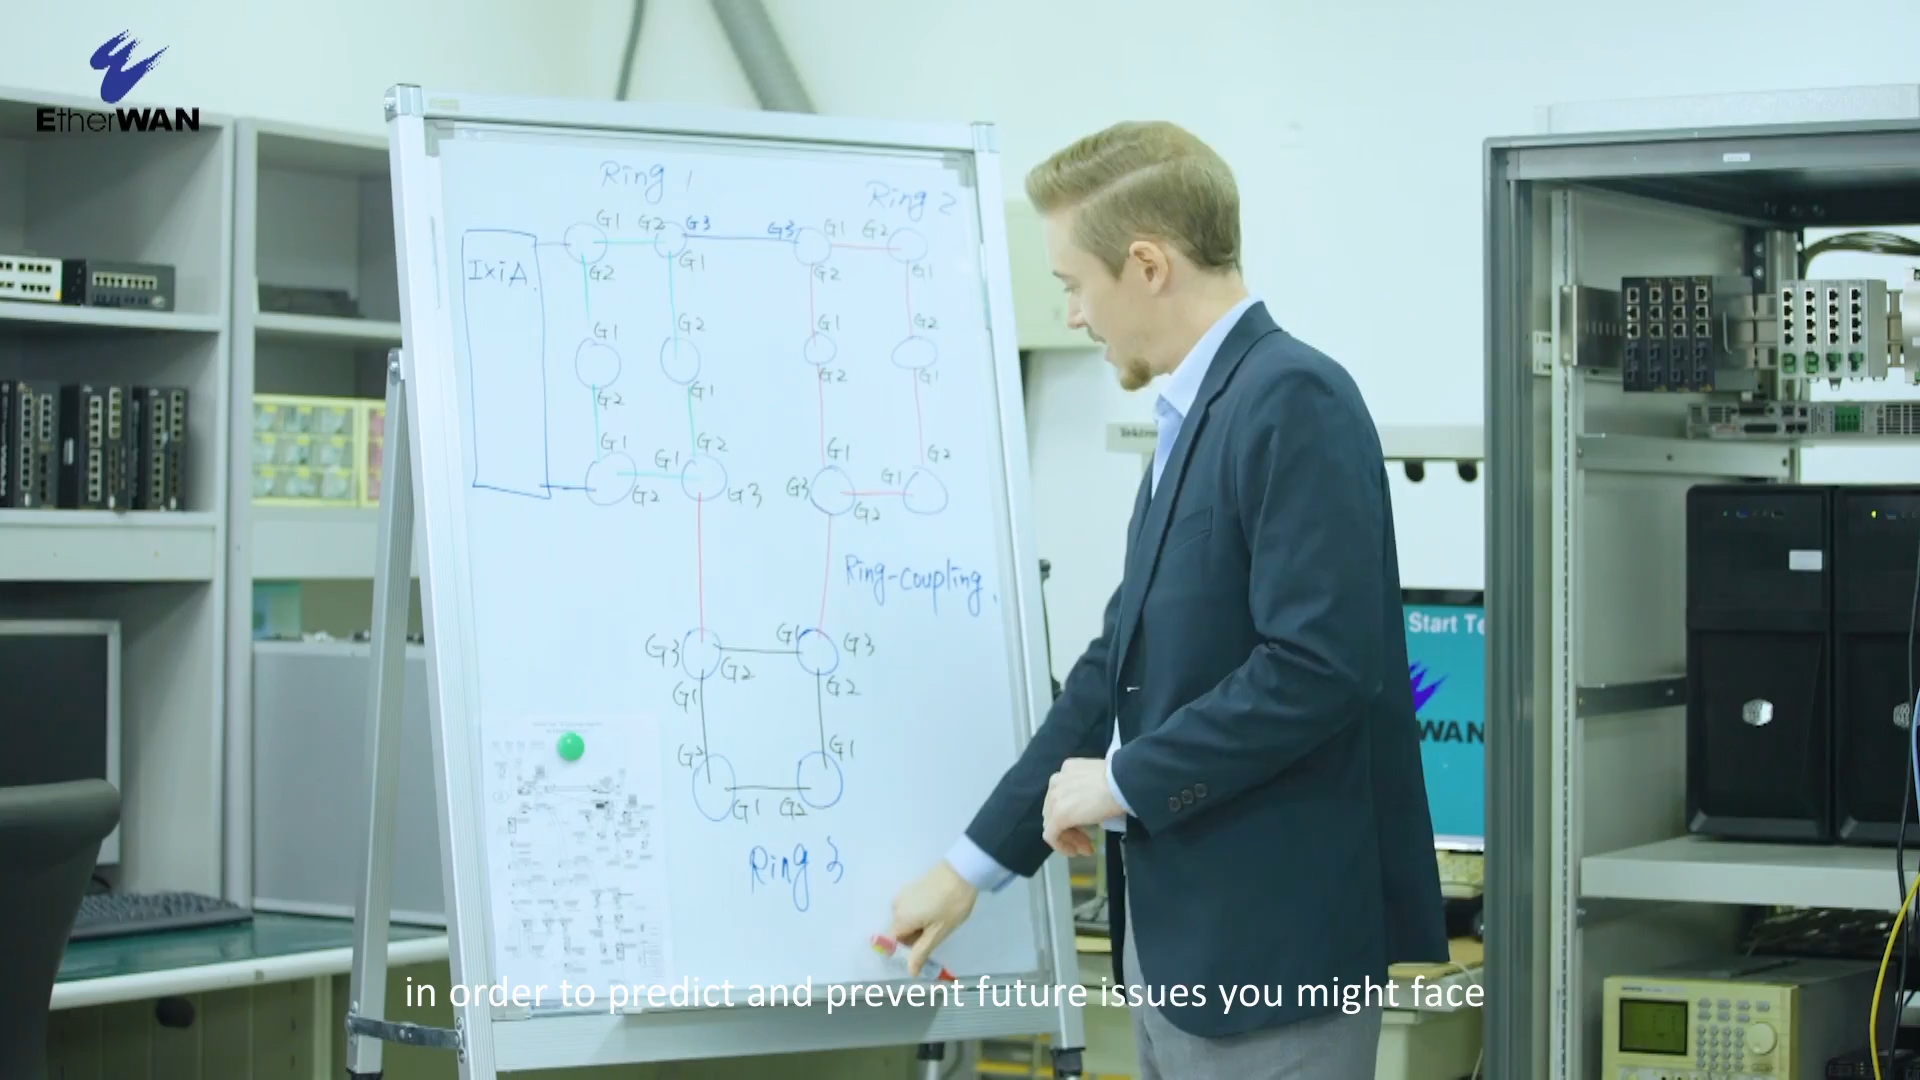 EtherWAN
Ring 1
Ring 2
G1 G2 G3 G3 G1 G2
IXiA.
G2 G1 G2 G1
G1 G2 G1 G2
G2 G1 G2 G1
G1 G1 G2 G1 G2
G2 G3 G3 G2 G1
Ring-coupling
G3 G2 G1 G3
G1 G2
G2 G1
G1 G2
Ring 3
Start Te
WAN
Tektron
in order to predict and prevent future issues you might face